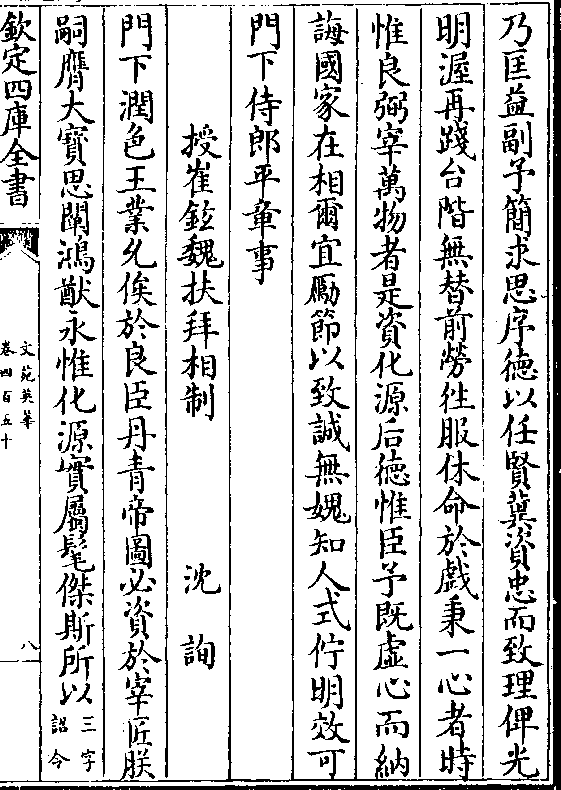 乃匡益副予簡求思序徳以任賢冀資忠而致理俾光
明渥再踐台階無替前勞徃服休命於戲秉一心者時
惟良弼宰萬物者是資化源后徳惟臣予既虚心而納
誨國家在相爾宜勵節以致誠無媿知人式佇明效可
門下侍郎平章事
授崔鉉魏扶拜相制 沈詢
門下潤色王業允俟於良臣丹青帝圖必資於宰匠朕
嗣膺大寳思闡鴻猷永惟化源實屬髦傑斯所以三字詔令
欽定四庫全書
文苑英華
卷四百五十
八